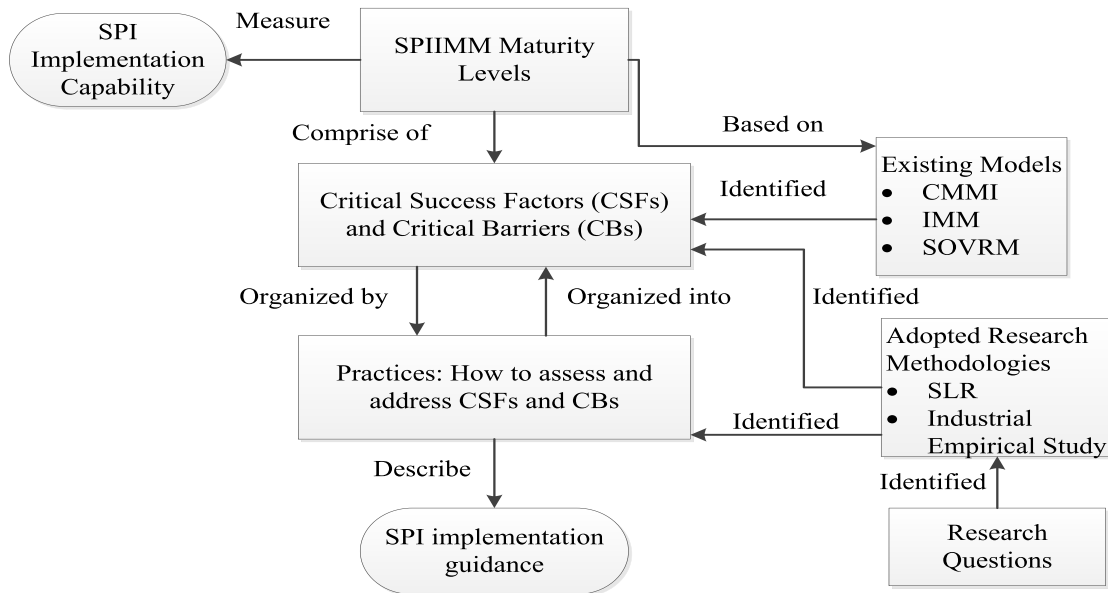 SPI
Implementation
Capability
Measure
SPIIMM Maturity
Levels
Comprise of
Based on
Existing Models
• CMMI
• IMM
• SOVRM
Identified
Critical Success Factors (CSFs)
and Critical Barriers (CBs)
Organized by
Organized into
Identified
Adopted Research
Methodologies
• SLR
• Industrial
Empirical Study
Practices: How to assess and
address CSFs and CBs
Identified
Describe
Identified
SPI implementation
guidance
Research
Questions